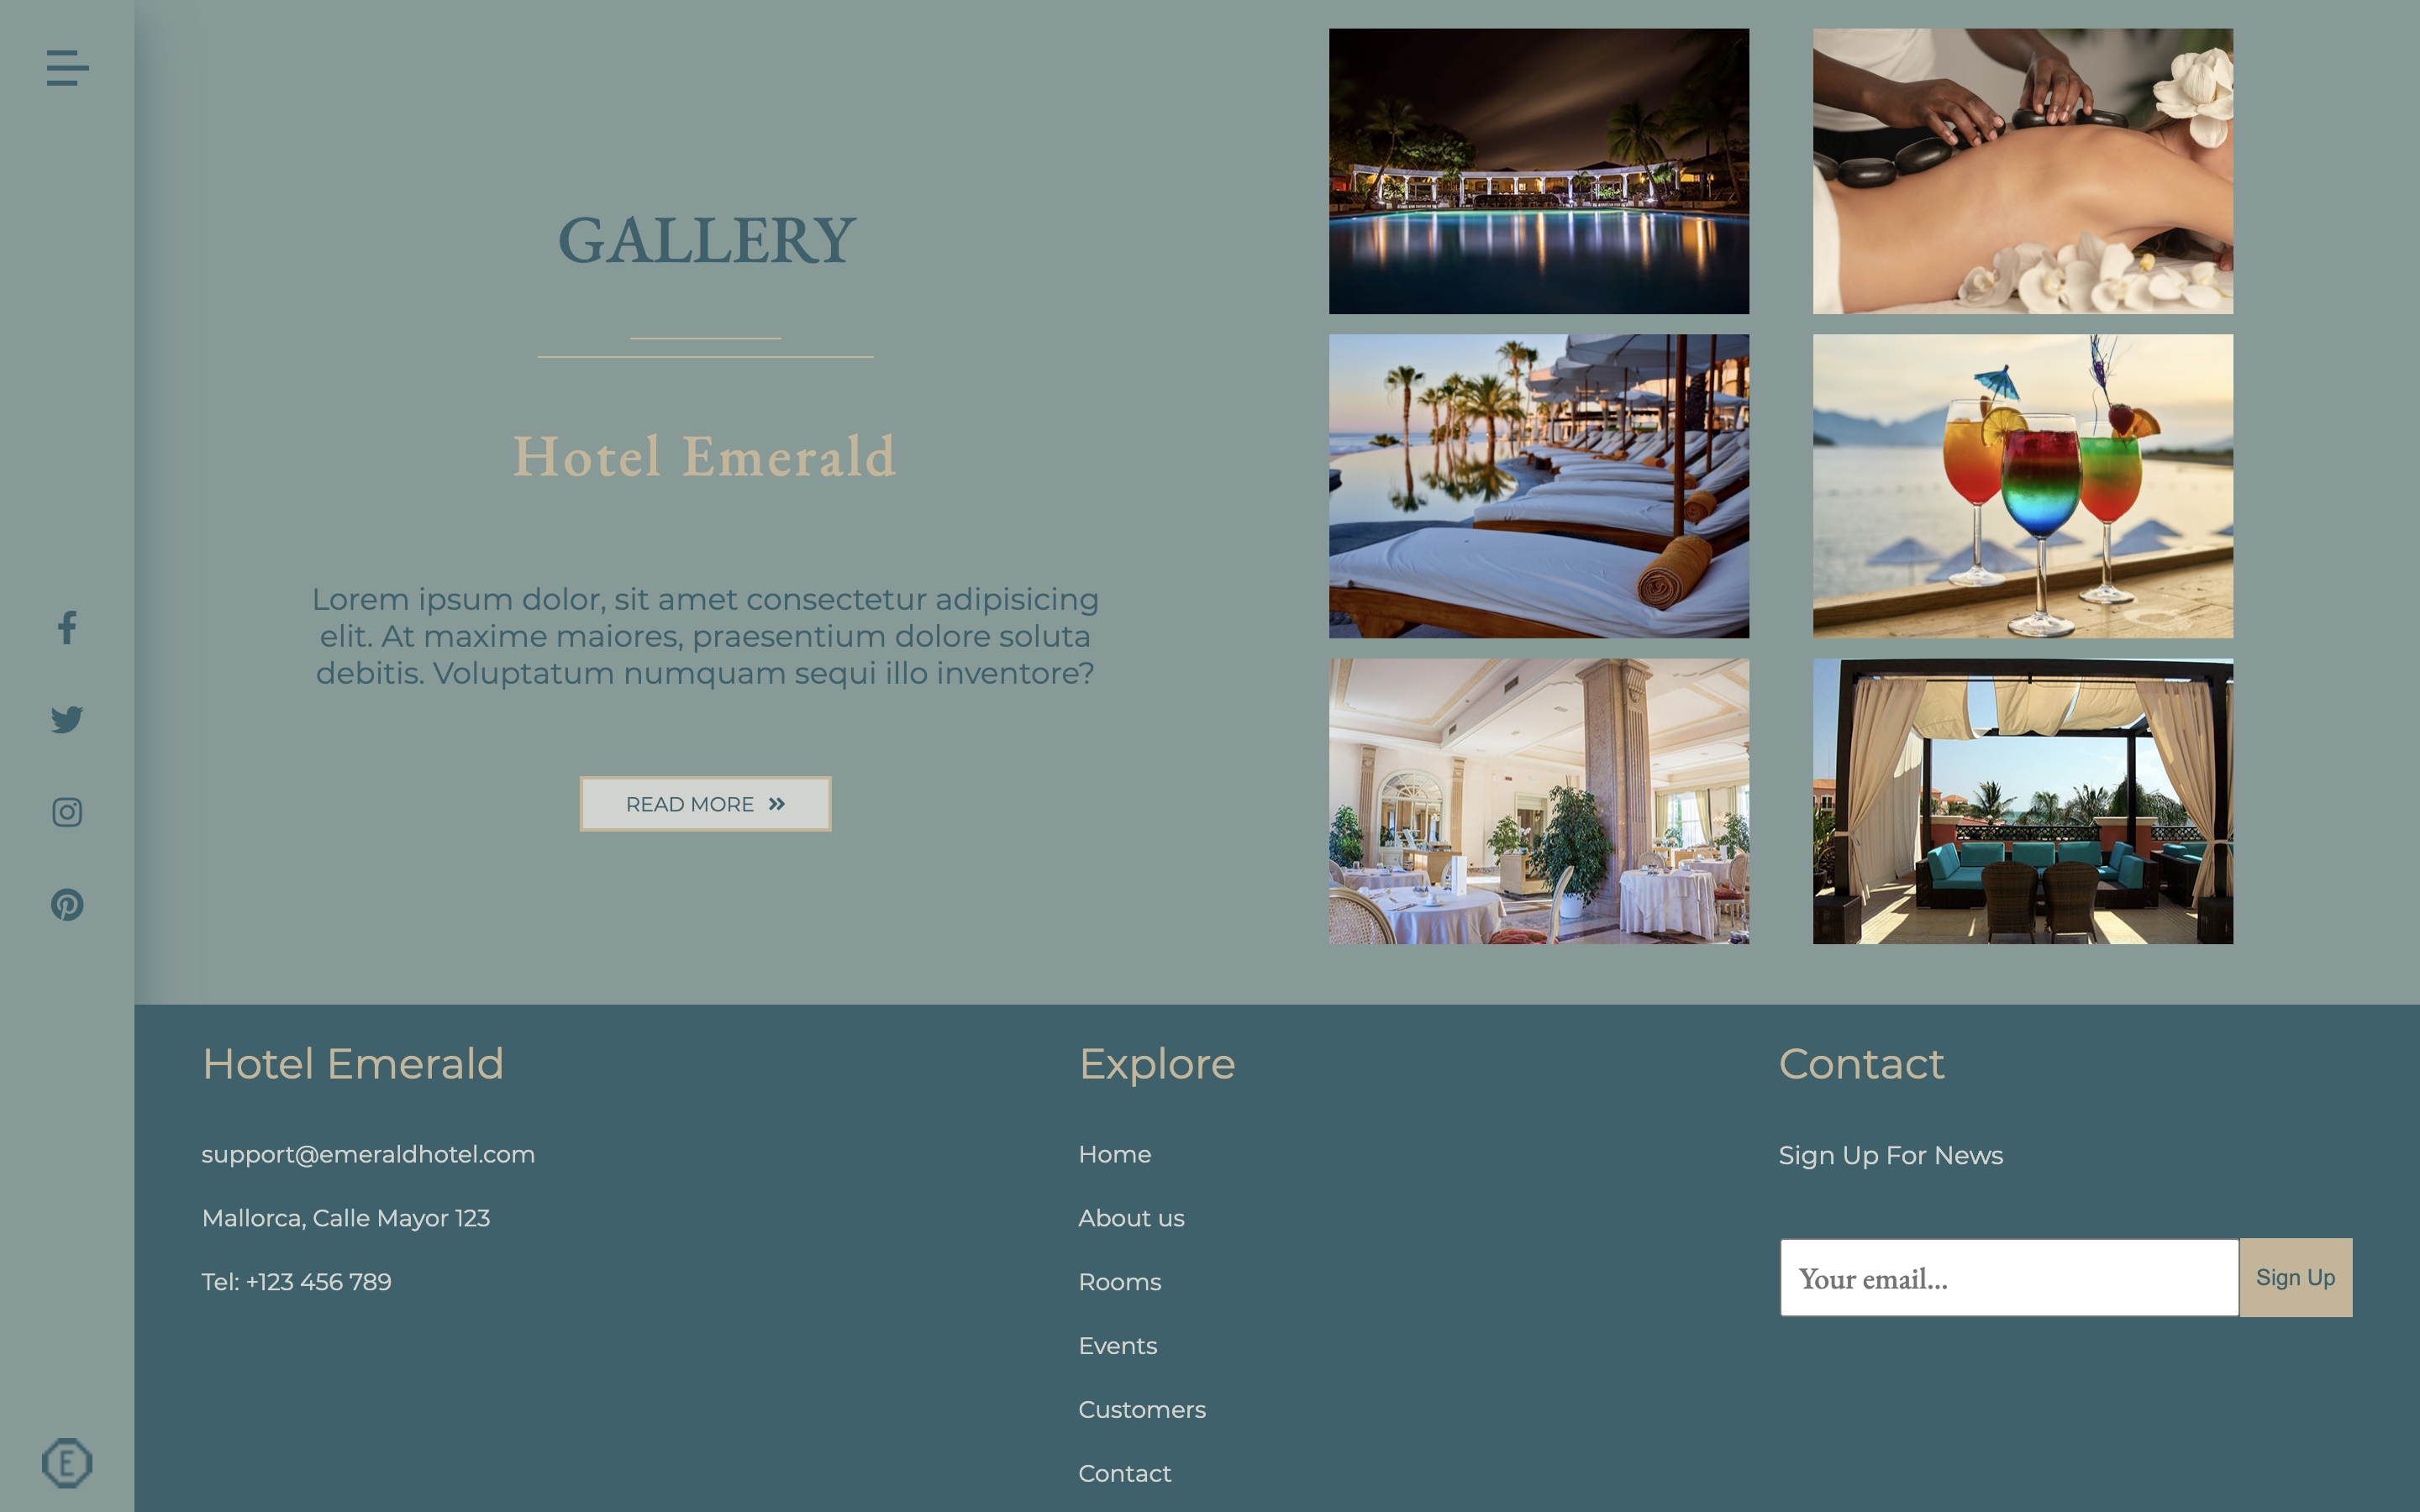 GALLERY
Hotel Emerald
Lorem ipsum dolor, sit amet consectetur adipisicing
elit. At maxime maiores, praesentium dolore soluta
debitis. Voluptatum numquam sequi illo inventore?
READ MORE
Hotel Emerald
support@emeraldhotel.com
Mallorca, Calle Mayor 123
Tel: +123 456 789
Explore
Home
About us
Rooms
Events
Customers
Contact
Contact
Sign Up For News
Your email...
Sign Up
E